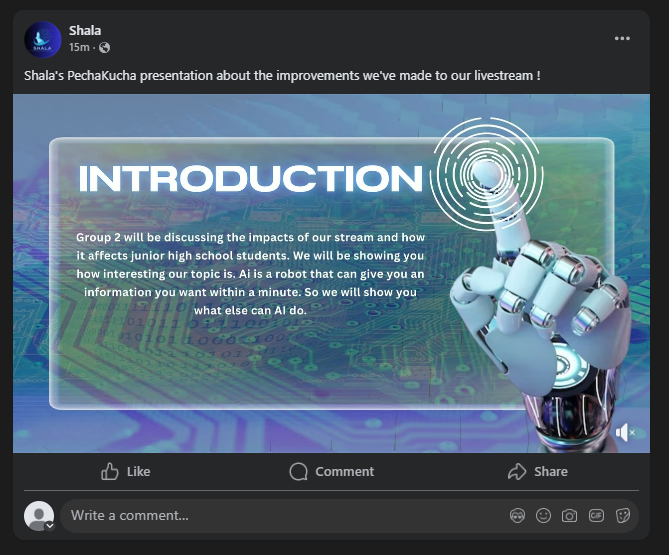 Shala
15m ·
Shala's PechaKucha presentation about the improvements we've made to our livestream !
INTRODUCTION
Group 2 will be discussing the impacts of our stream and how
it affects junior high school students. We will be showing you
how interesting our topic is. Ai is a robot that can give you an
information you want within a minute. So we will show you
what else can AI do.
Like Comment Share
Write a comment...
GIF